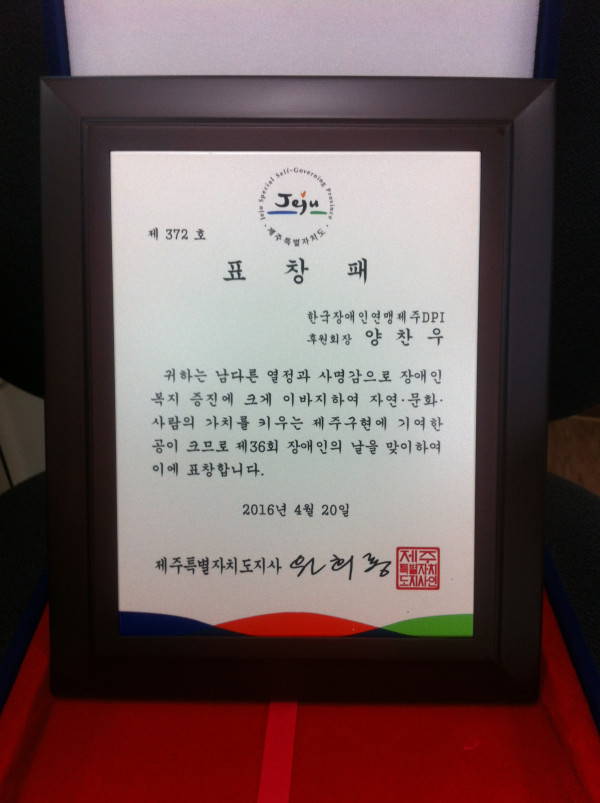 Jeju Special Self-Governing Province
Jeju
·제주특별자치도·
제 372 호
표 창 패
한국장애인연맹제주DPI
후원회장 양 찬 우
귀하는 남다른 열정과 사명감으로 장애인
복지 증진에 크게 이바지하여 자연·문화·
사람의 가치를 키우는 제주구현에 기여한
공이 크므로 제36회 장애인의 날을 맞이하여
이에 표창합니다.
2016년 4월 20일
제주특별자치도지사 원희룡
제주
특별자치
도지사인